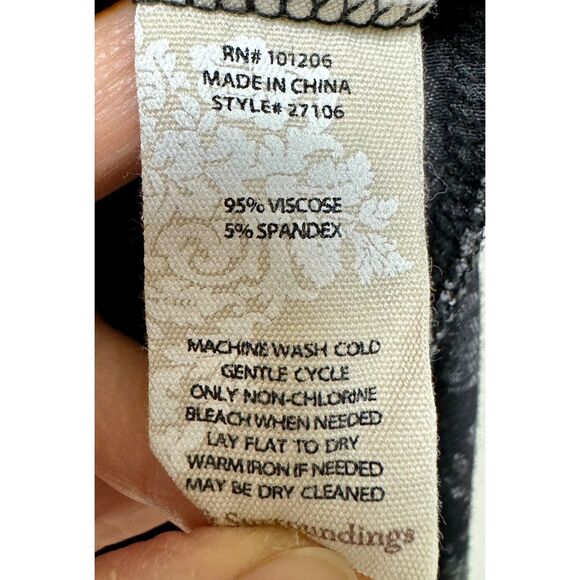 RN# 101206
MADE IN CHINA
STYLE# 27106
95% VISCOSE
5% SPANDEX
MACHINE WASH COLD
GENTLE CYCLE
ONLY NON-CHLORINE
BLEACH WHEN NEEDED
LAY FLAT TO DRY
WARM IRON IF NEEDED
MAY BE DRY CLEANED